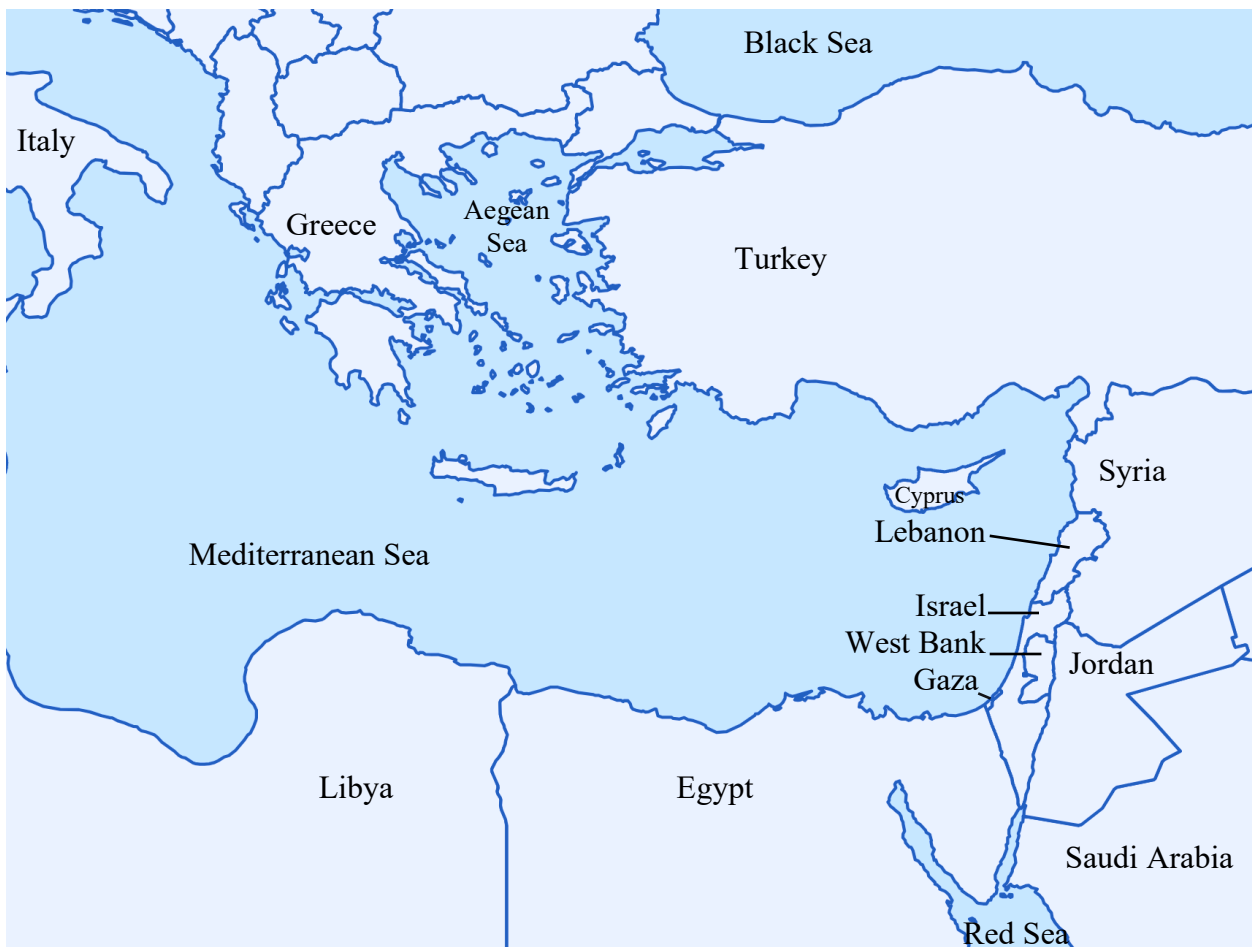 Black Sea
Italy
Aegean
Sea
Greece
Turkey
Syria
Cyprus
Lebanon
Mediterranean Sea
Israel
West Bank
Jordan
Gaza
Libya
Egypt
Saudi Arabia
Red Sea